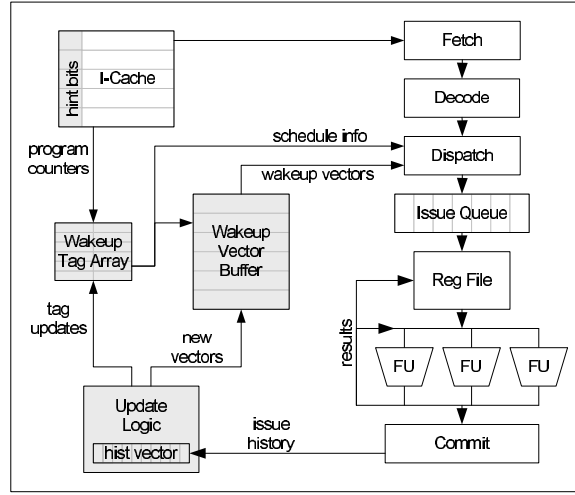 hint bits
I-Cache
Fetch
Decode
schedule info
Dispatch
program
counters
wakeup vectors
Issue Queue
Wakeup
Tag Array
Wakeup
Vector
Buffer
Reg File
tag
updates
new
vectors
results
FU
FU
FU
Update
Logic
hist vector
issue
history
Commit